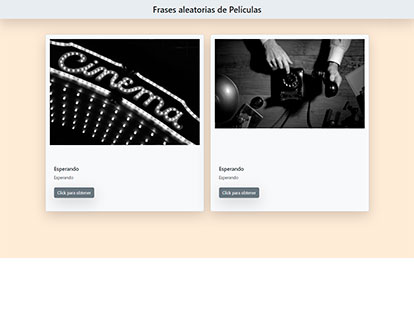 Frases aleatorias de Películas
Cinema
Esperando
Esperando
Click para obtener
Esperando
Esperando
Click para obtener